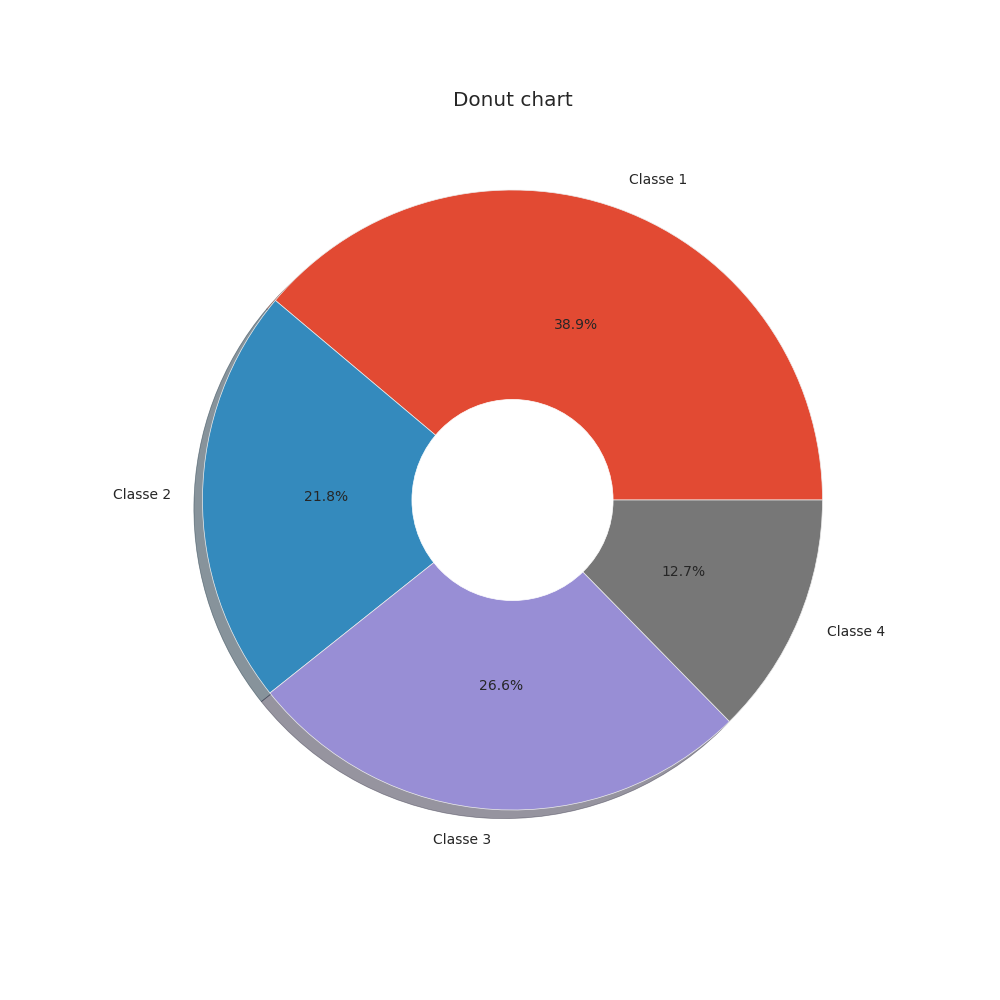 Donut chart
Classe 1
38.9%
Classe 2
21.8%
12.7%
Classe 4
26.6%
Classe 3